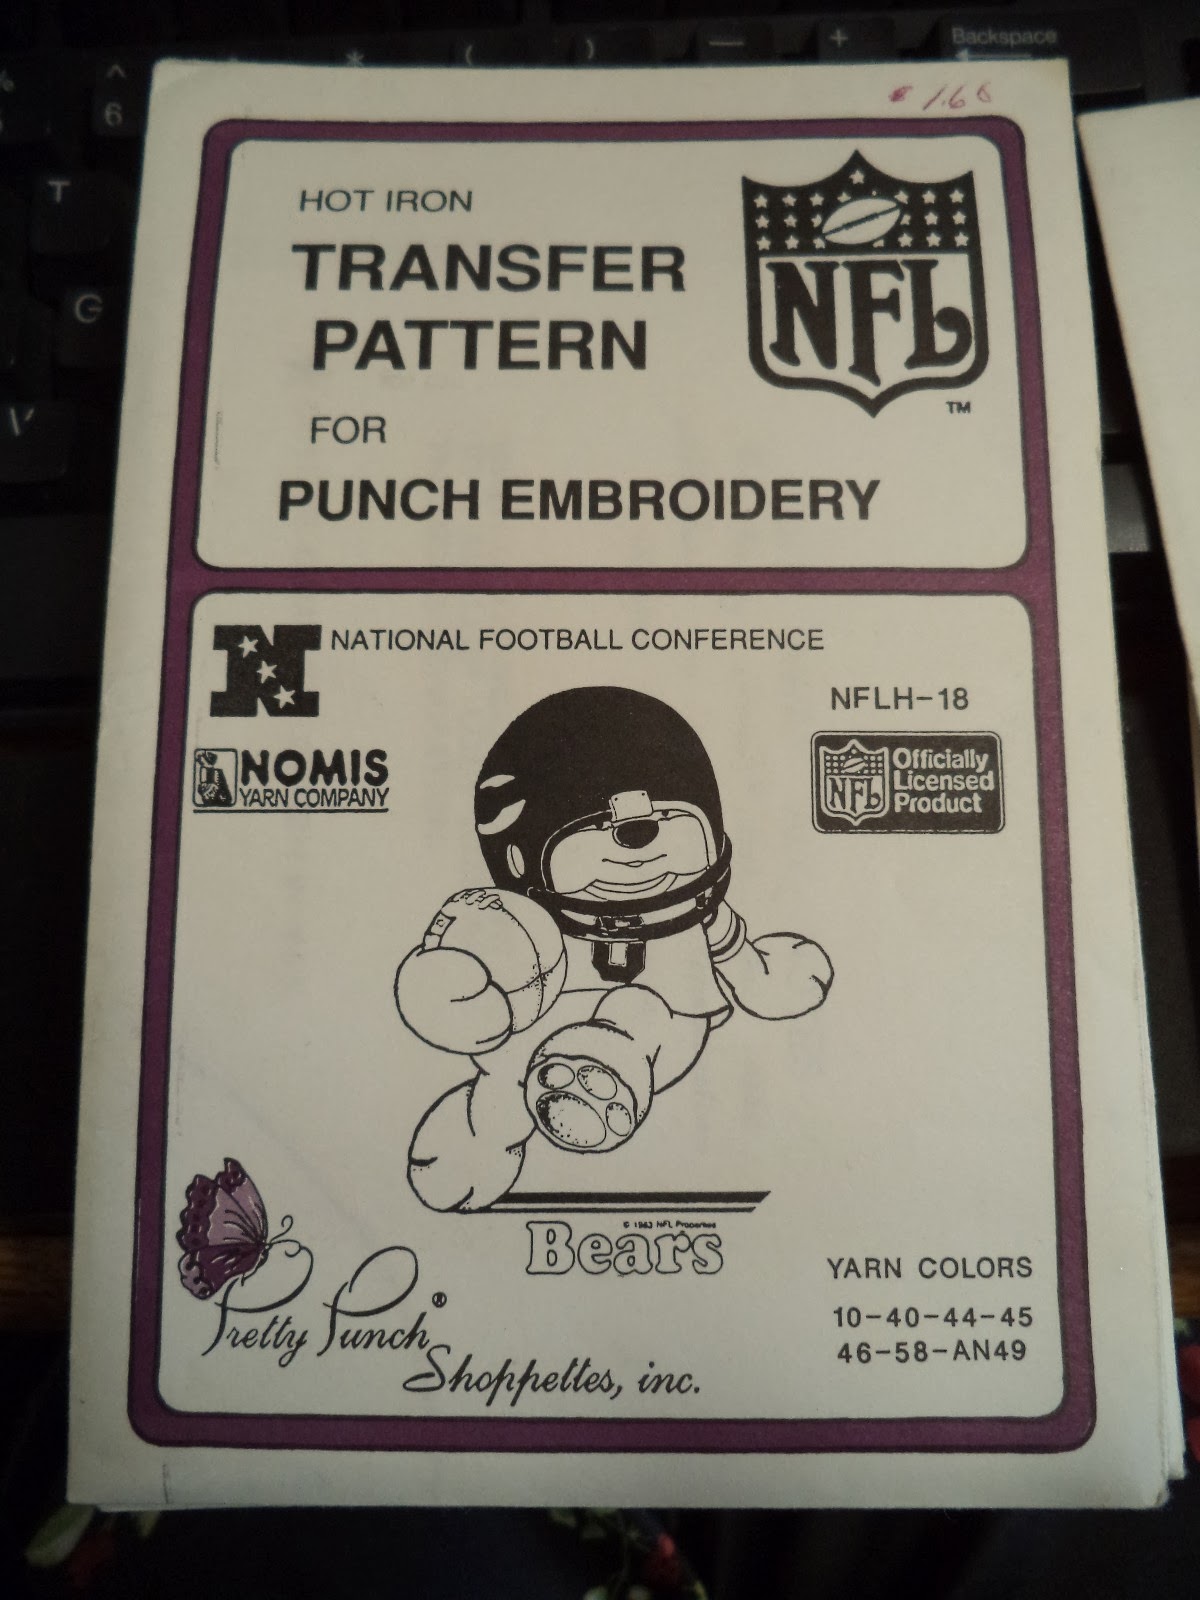 Backspace
%
^
*
(
)
—
+
6
T
G
V
$1.68
HOT IRON
TRANSFER
PATTERN
FOR
PUNCH EMBROIDERY
NFL
TM
N NATIONAL FOOTBALL CONFERENCE
NFLH-18
NOMIS
YARN COMPANY
NFL
Officially
Licensed
Product
© 1983 NFL Properties
Bears
Pretty Punch®
Shoppettes, inc.
YARN COLORS
10-40-44-45
46-58-AN49